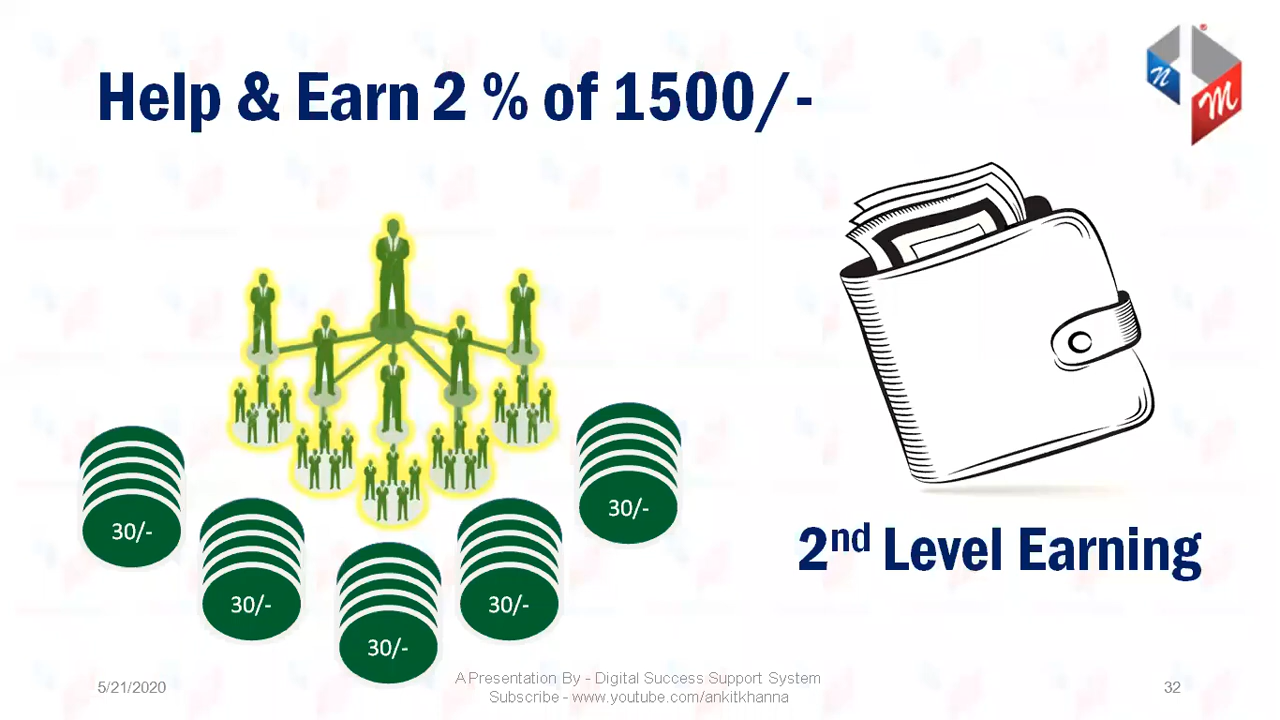 Help & Earn 2 % of 1500/-
n
M
30/-
30/-
30/-
30/-
30/-
2nd Level Earning
5/21/2020
A Presentation By - Digital Success Support System
Subscribe - www.youtube.com/ankitkhanna
32